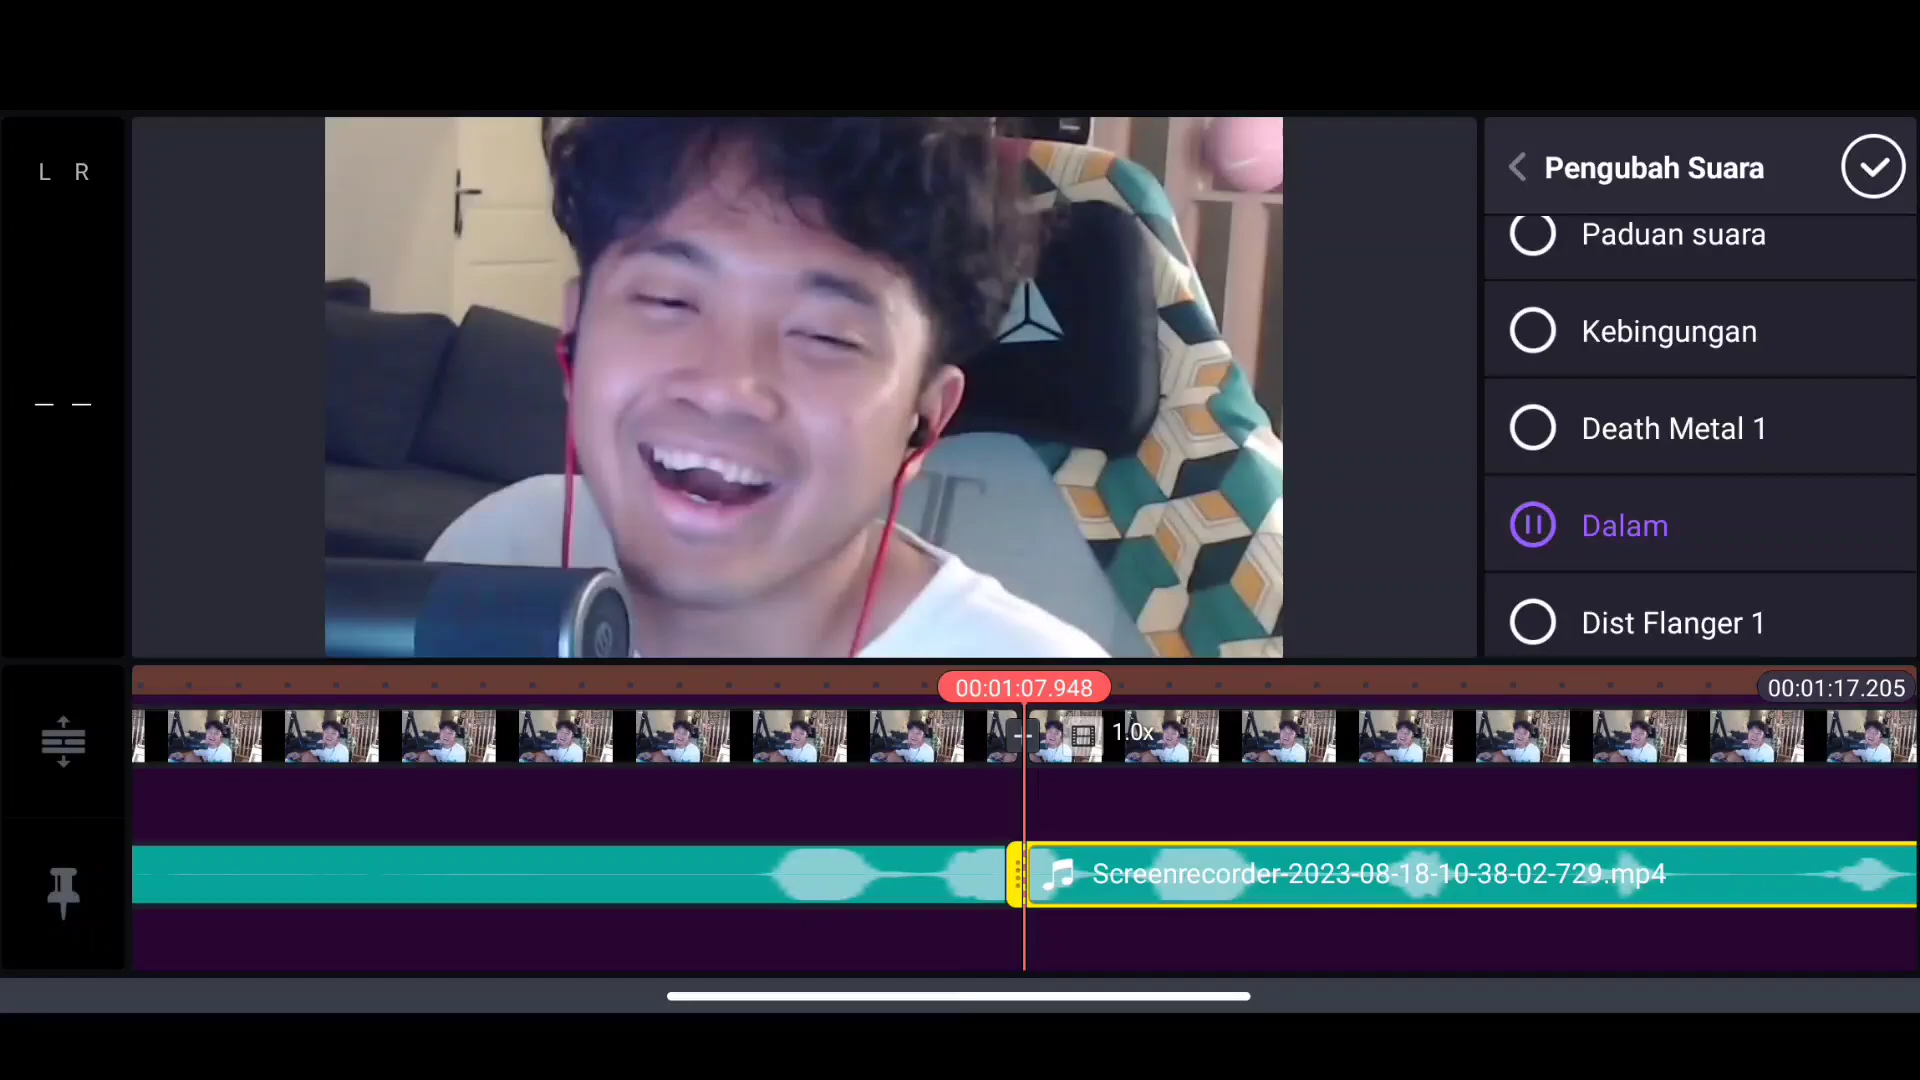 L R
Pengubah Suara
Paduan suara
Kebingungan
Death Metal 1
Dalam
Dist Flanger 1
00:01:07.948
00:01:17.205
1.0x
Screenrecorder-2023-08-18-10-38-02-729.mp4